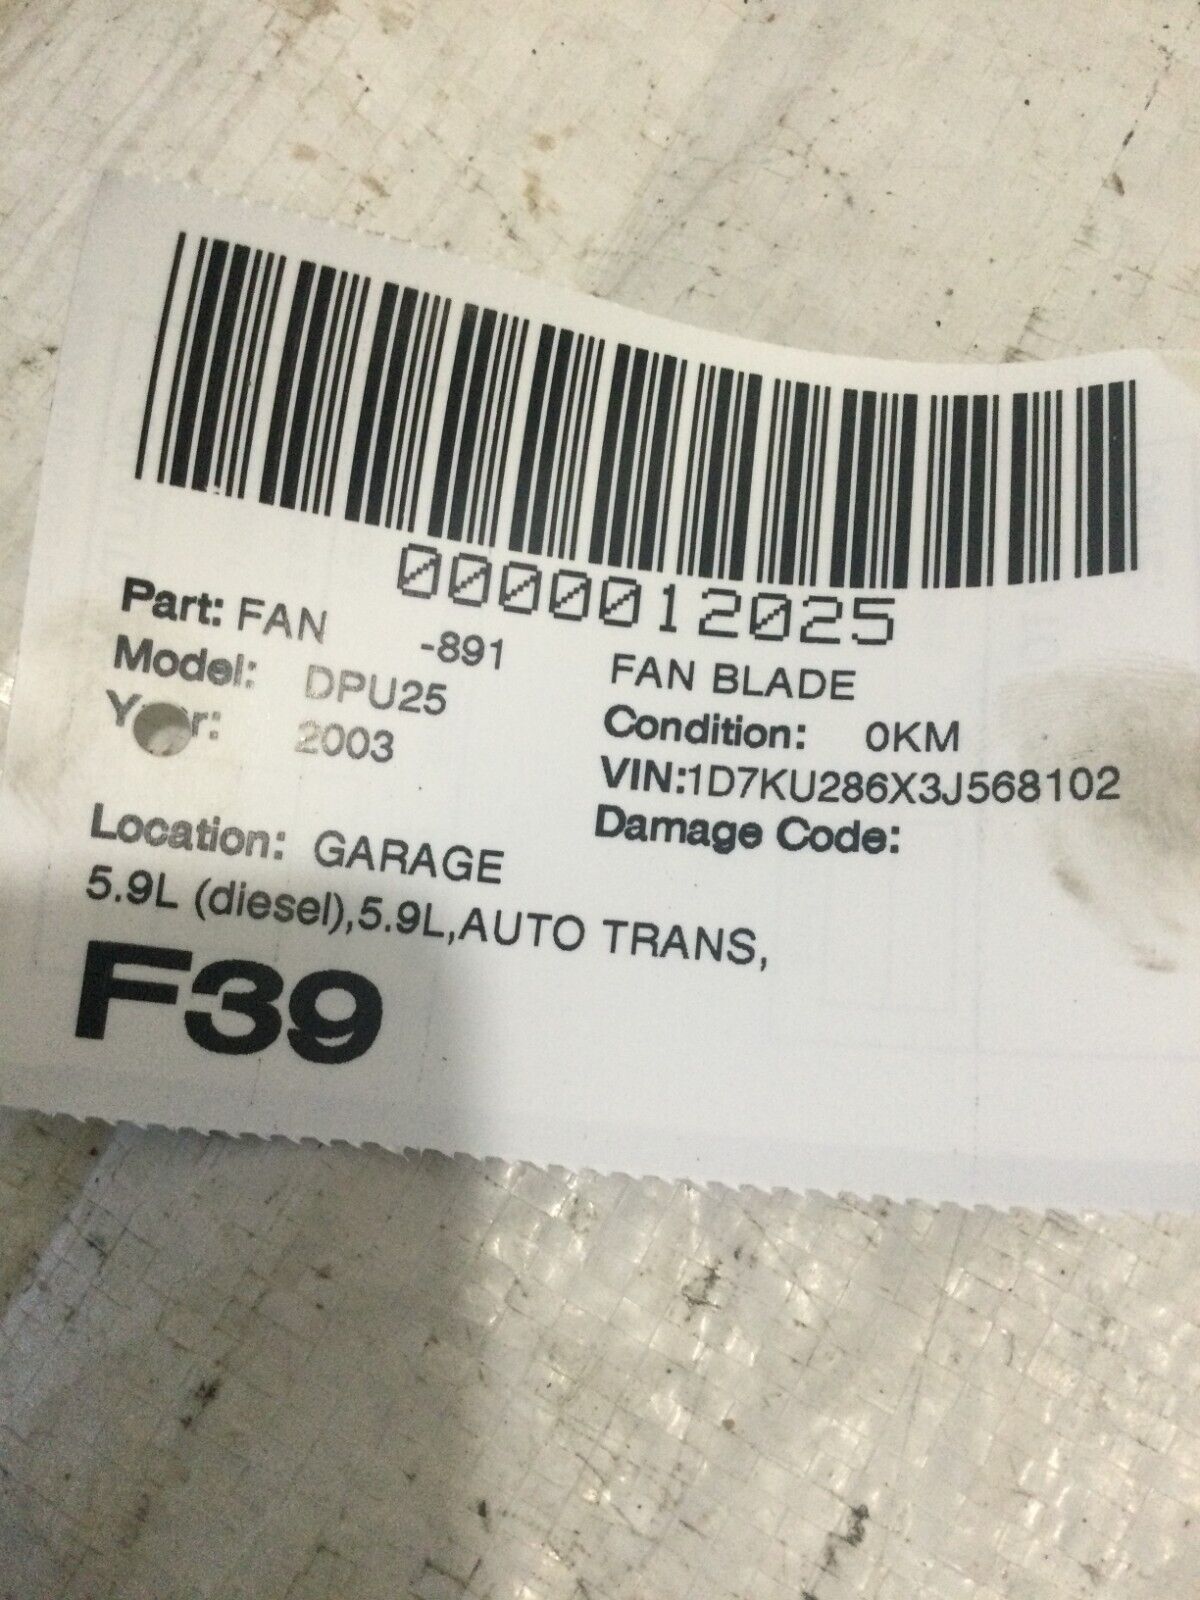 0000012025
Part: FAN -891 FAN BLADE
Model: DPU25 Condition: 0KM
Year: 2003 VIN:1D7KU286X3J568102
Damage Code:
Location: GARAGE
5.9L (diesel),5.9L,AUTO TRANS,
F39